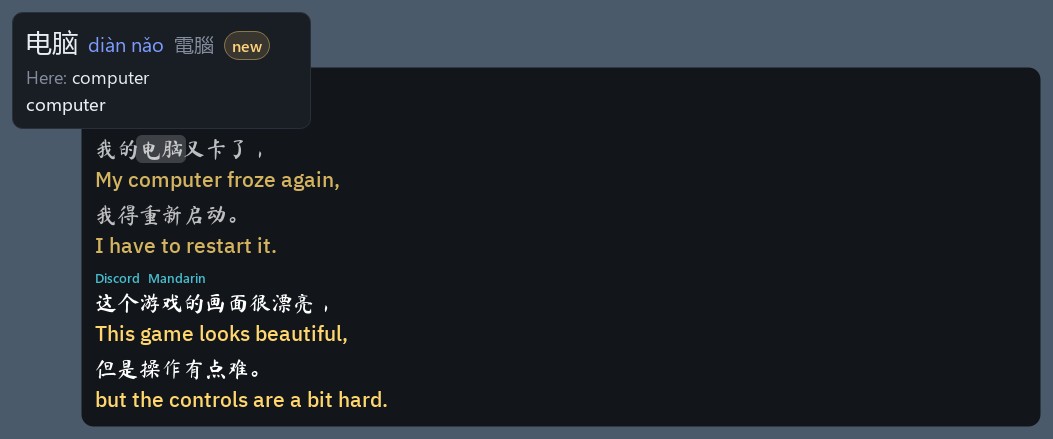 电脑 diàn nǎo 電腦 new
Here: computer
computer
我的电脑又卡了，
My computer froze again,
我得重新启动。
I have to restart it.
Discord Mandarin
这个游戏的画面很漂亮，
This game looks beautiful,
但是操作有点难。
but the controls are a bit hard.